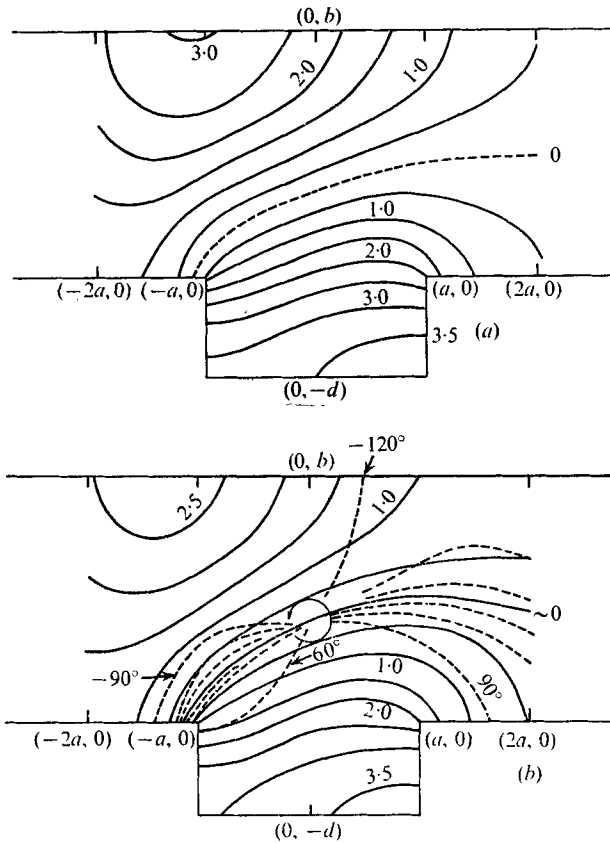 (0, b)
3·0
2·0
1·0
0
1·0
2·0
(−2a, 0) (−a, 0)
(a, 0) (2a, 0)
3·0
3·5 (a)
(0, −d)
−120°
(0, b)
2·5
1·0
~0
60°
−90°
1·0
90°
2·0
(−2a, 0) (−a, 0)
(a, 0) (2a, 0)
3·5
(b)
(0, −d)